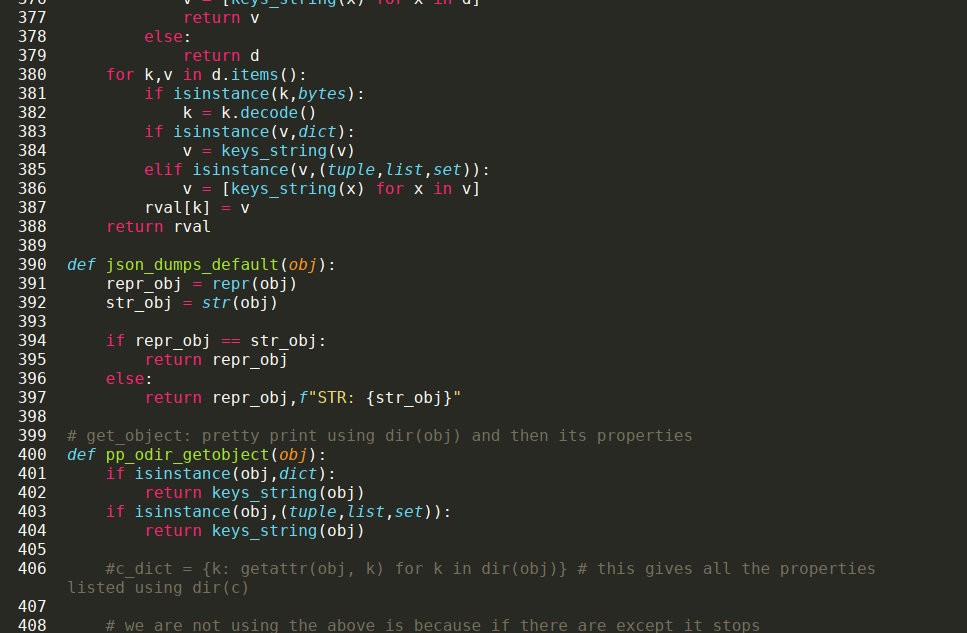 376             v = [keys_string(x) for x in d]
377             return v
378         else:
379             return d
380     for k,v in d.items():
381         if isinstance(k,bytes):
382             k = k.decode()
383         if isinstance(v,dict):
384             v = keys_string(v)
385         elif isinstance(v,(tuple,list,set)):
386             v = [keys_string(x) for x in v]
387         rval[k] = v
388     return rval
389
390 def json_dumps_default(obj):
391     repr_obj = repr(obj)
392     str_obj = str(obj)
393
394     if repr_obj == str_obj:
395         return repr_obj
396     else:
397         return repr_obj,f"STR: {str_obj}"
398
399 # get_object: pretty print using dir(obj) and then its properties
400 def pp_odir_getobject(obj):
401     if isinstance(obj,dict):
402         return keys_string(obj)
403     if isinstance(obj,(tuple,list,set)):
404         return keys_string(obj)
405
406     #c_dict = {k: getattr(obj, k) for k in dir(obj)} # this gives all the properties
listed using dir(c)
407
408     # we are not using the above is because if there are except it stops